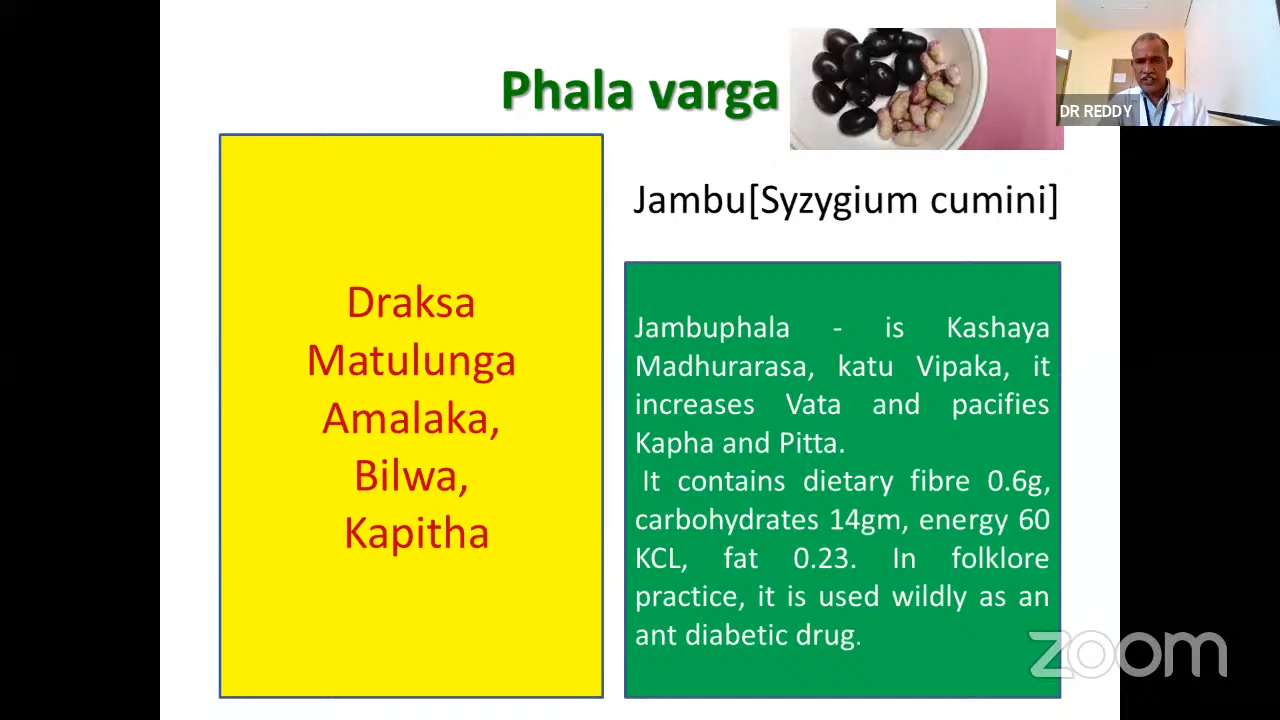 Phala varga
DR REDDY
Jambu[Syzygium cumini]
Draksa
Matulunga
Amalaka,
Bilwa,
Kapitha
Jambuphala - is Kashaya
Madhurarasa, katu Vipaka, it
increases Vata and pacifies
Kapha and Pitta.
It contains dietary fibre 0.6g,
carbohydrates 14gm, energy 60
KCL, fat 0.23. In folklore
practice, it is used wildly as an
ant diabetic drug.
zoom